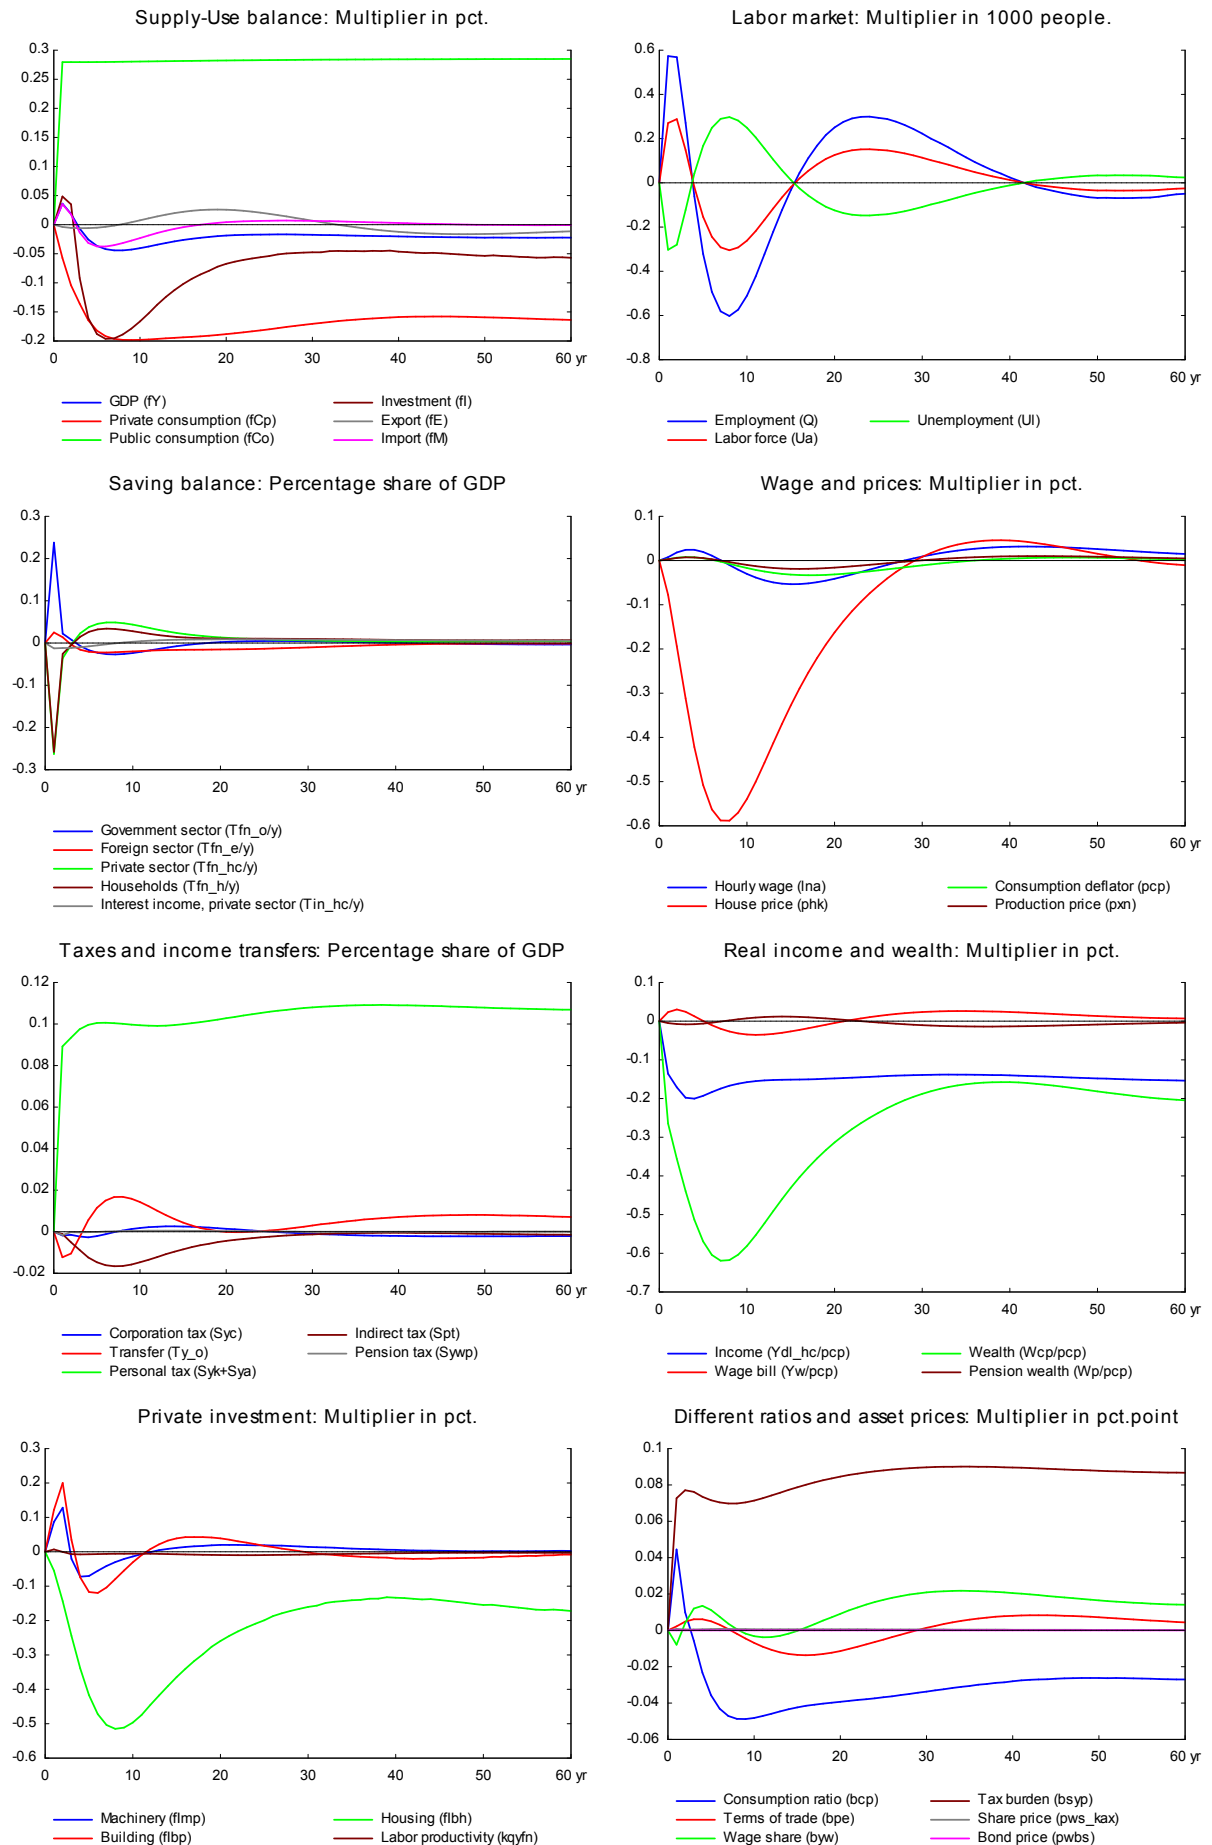 Supply-Use balance: Multiplier in pct.
0.3
0.25
0.2
0.15
0.1
0.05
0
-0.05
-0.1
-0.15
-0.2
0 10 20 30 40 50 60 yr
GDP (fY)
Investment (fI)
Private consumption (fCp)
Export (fE)
Public consumption (fCo)
Import (fM)
Labor market: Multiplier in 1000 people.
0.6
0.4
0.2
0
-0.2
-0.4
-0.6
-0.8
0 10 20 30 40 50 60 yr
Employment (Q)
Unemployment (Ul)
Labor force (Ua)
Saving balance: Percentage share of GDP
0.3
0.2
0.1
0
-0.1
-0.2
-0.3
0 10 20 30 40 50 60 yr
Government sector (Tfn_o/y)
Foreign sector (Tfn_e/y)
Private sector (Tfn_hc/y)
Households (Tfn_h/y)
Interest income, private sector (Tin_hc/y)
Wage and prices: Multiplier in pct.
0.1
0
-0.1
-0.2
-0.3
-0.4
-0.5
-0.6
0 10 20 30 40 50 60 yr
Hourly wage (lna)
Consumption deflator (pcp)
House price (phk)
Production price (pxn)
Taxes and income transfers: Percentage share of GDP
0.12
0.1
0.08
0.06
0.04
0.02
0
-0.02
0 10 20 30 40 50 60 yr
Corporation tax (Syc)
Indirect tax (Spt)
Transfer (Ty_o)
Pension tax (Sywp)
Personal tax (Syk+Sya)
Real income and wealth: Multiplier in pct.
0.1
0
-0.1
-0.2
-0.3
-0.4
-0.5
-0.6
-0.7
0 10 20 30 40 50 60 yr
Income (Ydl_hc/pcp)
Wealth (Wcp/pcp)
Wage bill (Yw/pcp)
Pension wealth (Wp/pcp)
Private investment: Multiplier in pct.
0.3
0.2
0.1
0
-0.1
-0.2
-0.3
-0.4
-0.5
-0.6
0 10 20 30 40 50 60 yr
Machinery (fImp)
Housing (fIbh)
Building (fIbp)
Labor productivity (kqyfn)
Different ratios and asset prices: Multiplier in pct.point
0.1
0.08
0.06
0.04
0.02
0
-0.02
-0.04
-0.06
0 10 20 30 40 50 60 yr
Consumption ratio (bcp)
Tax burden (bsyp)
Terms of trade (bpe)
Share price (pws_kax)
Wage share (byw)
Bond price (pwbs)